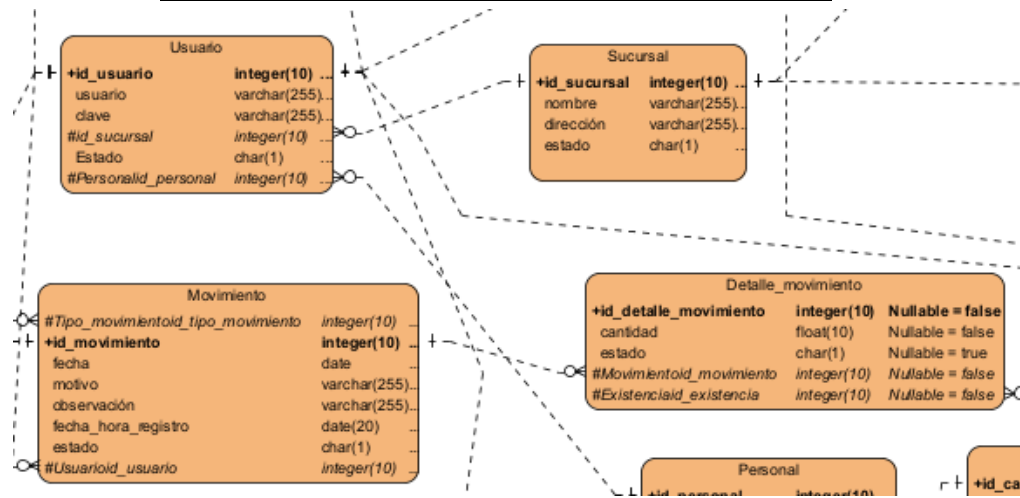 Usuario
+id_usuario integer(10) ...
usuario varchar(255)...
clave varchar(255)...
#id_sucursal integer(10) ...
Estado char(1) ...
#Personalid_personal integer(10) ...
Sucursal
+id_sucursal integer(10) ...
nombre varchar(255)...
dirección varchar(255)...
estado char(1) ...
Movimiento
#Tipo_movimientoid_tipo_movimiento integer(10) ...
+id_movimiento integer(10) ...
fecha date ...
motivo varchar(255)...
observación varchar(255)...
fecha_hora_registro date(20) ...
estado char(1) ...
#Usuarioid_usuario integer(10) ...
Detalle_movimiento
+id_detalle_movimiento integer(10) Nullable = false
cantidad float(10) Nullable = false
estado char(1) Nullable = true
#Movimientoid_movimiento integer(10) Nullable = false
#Existenciaid_existencia integer(10) Nullable = false
Personal
+id_personal integer(10)
+id_ca